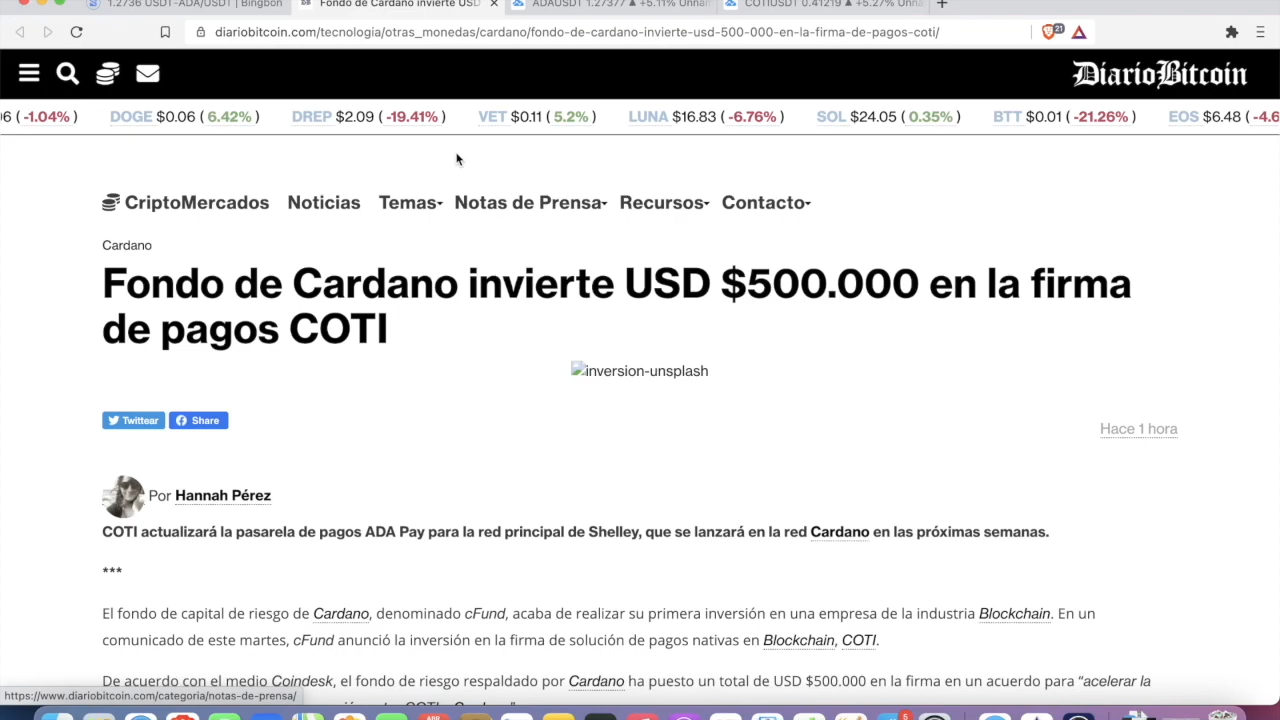 1.2736 USDT-ADA/USDT | Bingbon
Fondo de Cardano invierte USD
ADAUSDT 1.27377 ▲ +5.11% Unnam
COTIUSDT 0.41219 ▲ +5.27% Unna
diariobitcoin.com/tecnologia/otras_monedas/cardano/fondo-de-cardano-invierte-usd-500-000-en-la-firma-de-pagos-coti/
21
DiarioBitcoin
6 ( -1.04% ) DOGE $0.06 ( 6.42% ) DREP $2.09 ( -19.41% ) VET $0.11 ( 5.2% ) LUNA $16.83 ( -6.76% ) SOL $24.05 ( 0.35% ) BTT $0.01 ( -21.26% ) EOS $6.48 ( -4.6
CriptoMercados Noticias Temas Notas de Prensa Recursos Contacto
Cardano
Fondo de Cardano invierte USD $500.000 en la firma
de pagos COTI
inversion-unsplash
Twittear Share
Hace 1 hora
Por Hannah Pérez
COTI actualizará la pasarela de pagos ADA Pay para la red principal de Shelley, que se lanzará en la red Cardano en las próximas semanas.
***
El fondo de capital de riesgo de Cardano, denominado cFund, acaba de realizar su primera inversión en una empresa de la industria Blockchain. En un
comunicado de este martes, cFund anunció la inversión en la firma de solución de pagos nativas en Blockchain, COTI.
De acuerdo con el medio Coindesk, el fondo de riesgo respaldado por Cardano ha puesto un total de USD $500.000 en la firma en un acuerdo para “acelerar la
https://www.diariobitcoin.com/categoria/notas-de-prensa/